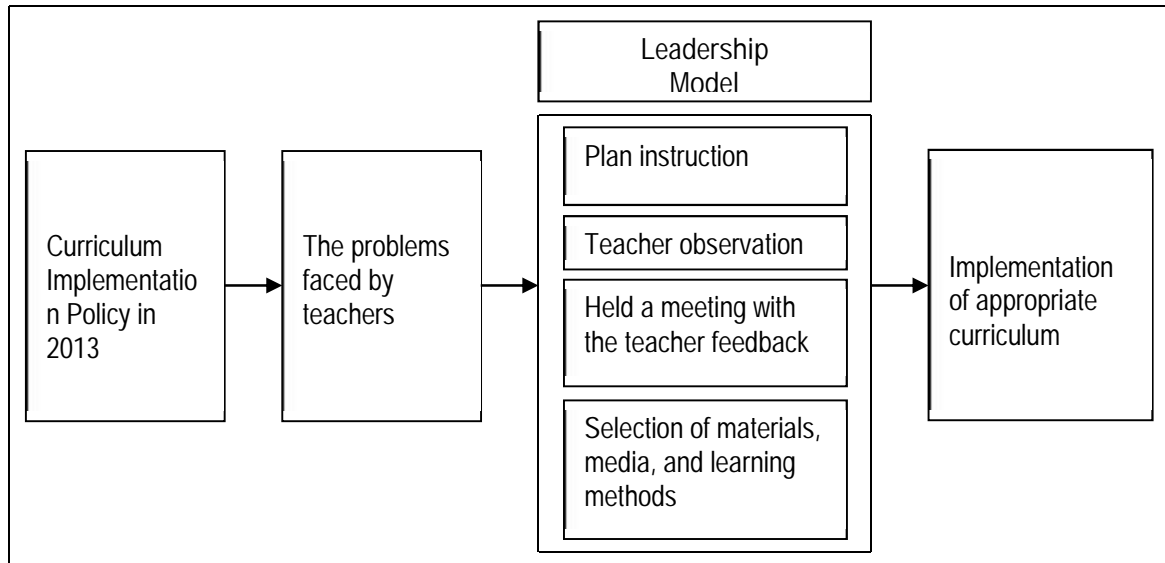 Leadership
Model
Curriculum
Implementatio
n Policy in
2013
The problems
faced by
teachers
Plan instruction
Teacher observation
Held a meeting with
the teacher feedback
Selection of materials,
media, and learning
methods
Implementation
of appropriate
curriculum